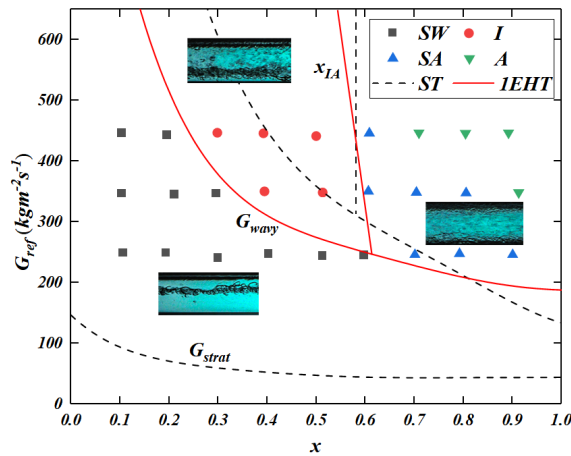 600
500
400
300
200
100
0
0.0 0.1 0.2 0.3 0.4 0.5 0.6 0.7 0.8 0.9 1.0
x
G_ref (kgm⁻²s⁻¹)
SW I
SA A
ST 1EHT
x_IA
G_wavy
G_strat